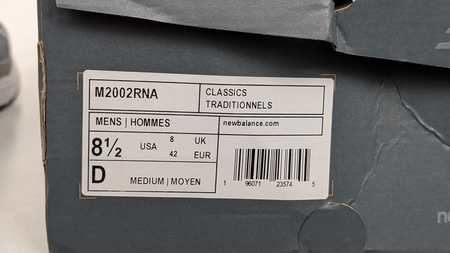 M2002RNA
CLASSICS
TRADITIONNELS
MENS | HOMMES
newbalance.com
8½ USA 8 UK
42 EUR
D MEDIUM | MOYEN
1 96071 23574 5